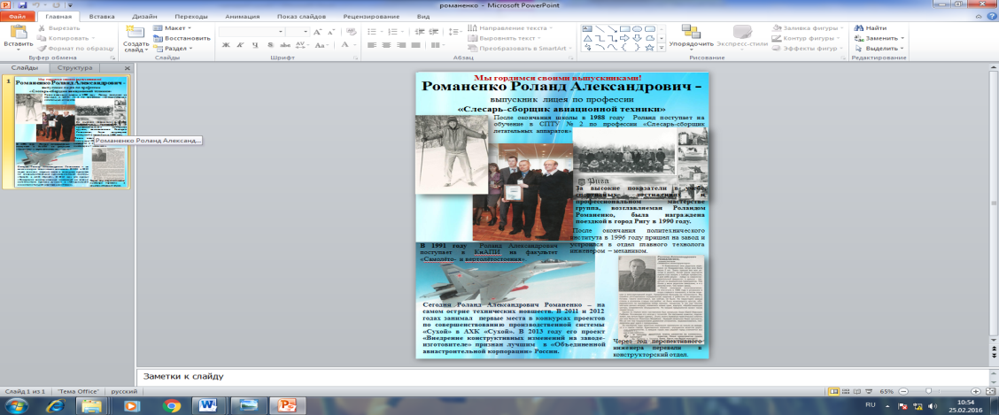 романенко - Microsoft PowerPoint
Файл Главная Вставка Дизайн Переходы Анимация Показ слайдов Рецензирование Вид
Вставить
Вырезать
Копировать
Формат по образцу
Буфер обмена
Создать слайд
Макет
Восстановить
Раздел
Слайды
Шрифт
Направление текста
Выровнять текст
Преобразовать в SmartArt
Абзац
Упорядочить
Экспресс-стили
Заливка фигуры
Контур фигуры
Эффекты фигур
Рисование
Найти
Заменить
Выделить
Редактирование
Слайды Структура
1
Романенко Роланд Александ...
Мы гордимся своими выпускниками!
Романенко Роланд Александрович -
выпускник лицея по профессии
«Слесарь-сборщик авиационной техники»
После окончания школы в 1988 году Роланд поступает на
обучение в СПТУ № 2 по профессии «Слесарь-сборщик
летательных аппаратов»
Рига
За высокие показатели в учебе,
спортивных достижениях и
профессиональном мастерстве
группа, возглавляемая Роландом
Романенко, была награждена
поездкой в город Ригу в 1990 году.
После окончания политехнического
института в 1996 году пришел на завод и
устроился в отдел главного технолога
инженером – механиком.
В 1991 году Роланд Александрович
поступает в КнАПИ на факультет
«Самолёто- и вертолётостоения».
Сегодня Роланд Александрович Романенко – на
самом острие технических новшеств. В 2011 и 2012
годах занимал первые места в конкурсах проектов
по совершенствованию производственной системы
«Сухой» в АХК «Сухой». В 2013 году его проект
«Внедрение конструктивных изменений на заводе-
изготовителе» признан лучшим в «Объединенной
авиастроительной корпорации» России.
Через год перспективного
инженера перевели в
конструкторский отдел.
Заметки к слайду
Слайд 1 из 1 "Тема Office" русский
65%
RU
10:54
25.02.2016